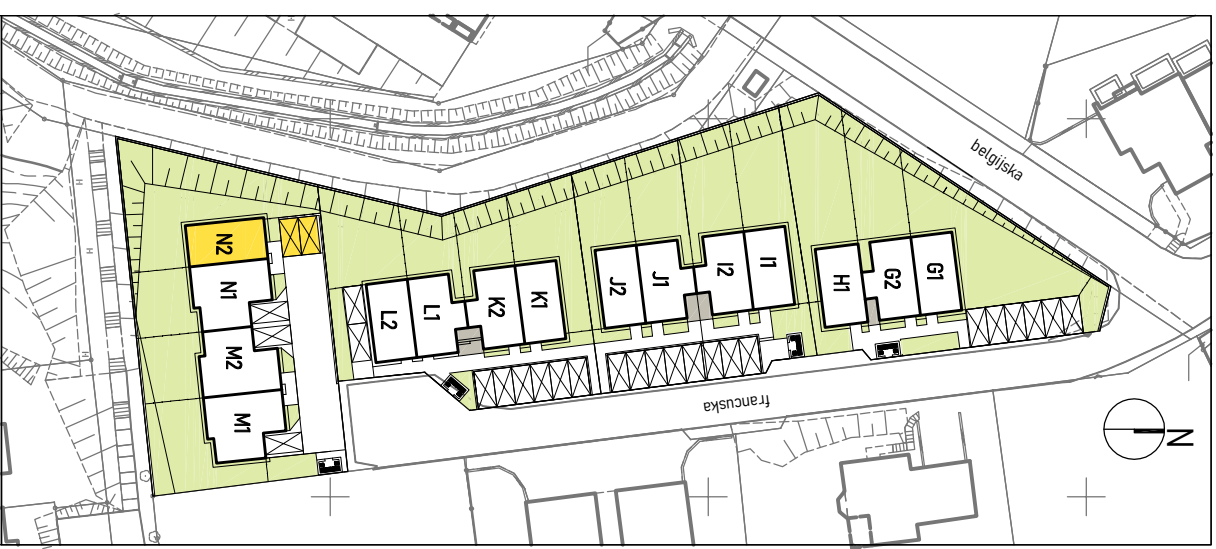 belgijska
N2
N1
M2
M1
L2
L1
K2
K1
J2
J1
I2
I1
H1
G2
G1
francuska
N
H
H
H